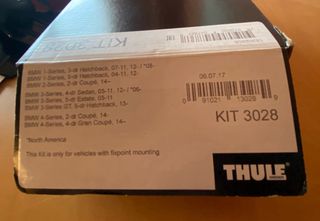 KIT 3028
BMW 1-Series, 3-dr Hatchback, 07-11, 12- / *08-
BMW 1-Series, 5-dr Hatchback, 04-11, 12-
BMW 2-Series, 2-dr Coupé, 14-
BMW 3-Series, 4-dr Sedan, 05-11, 12- / *06-
BMW 3-Series, 5-dr Estate, 05-11
BMW 3-Series GT, 5-dr Hatchback, 13-
BMW 4-Series, 2-dr Coupé, 14-
BMW 4-Series, 4-dr Gran Coupé, 14-
*North America
This Kit is only for vehicles with fixpoint mounting
06.07.17
0 91021 13028 9
KIT 3028
THULE